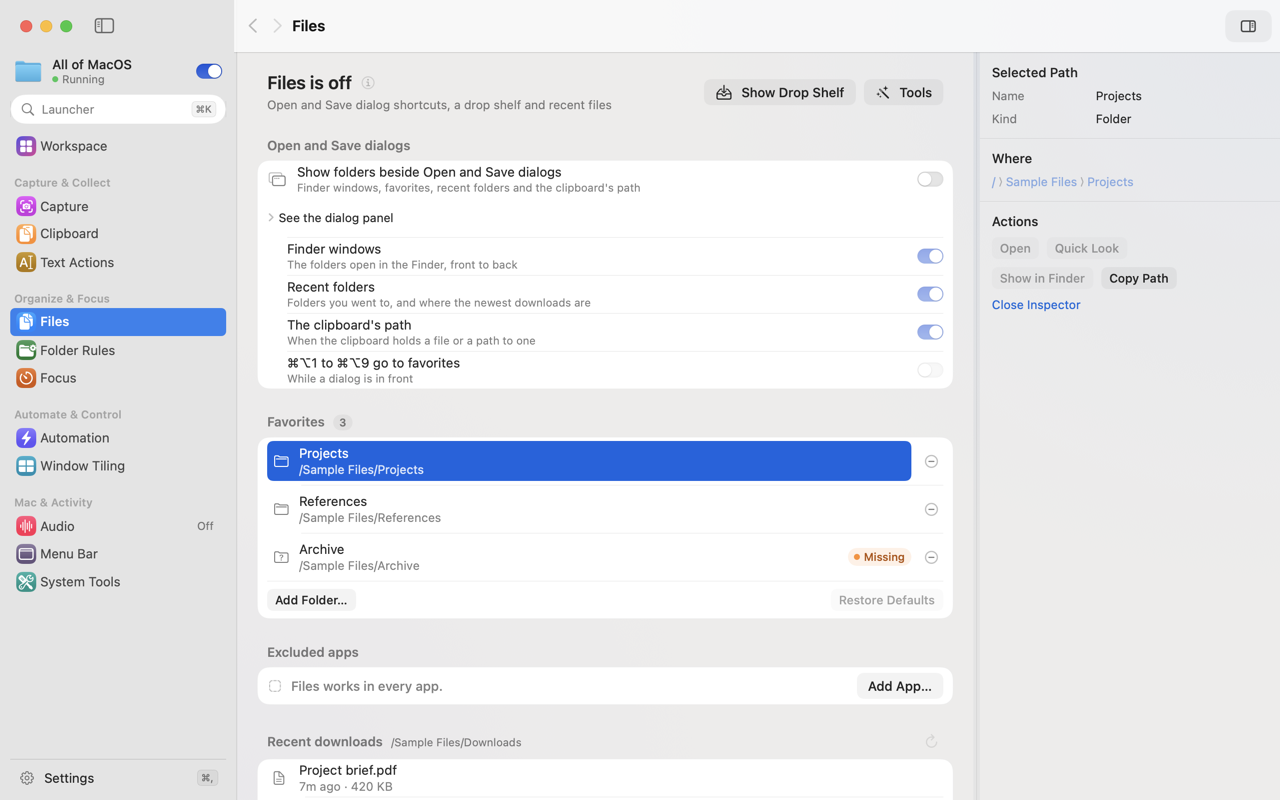 Files
All of MacOS
Running
Launcher
⌘K
Workspace
Capture & Collect
Capture
Clipboard
Text Actions
Organize & Focus
Files
Folder Rules
Focus
Automate & Control
Automation
Window Tiling
Mac & Activity
Audio
Off
Menu Bar
System Tools
Settings
⌘,
Files is off
Open and Save dialog shortcuts, a drop shelf and recent files
Show Drop Shelf
Tools
Open and Save dialogs
Show folders beside Open and Save dialogs
Finder windows, favorites, recent folders and the clipboard's path
See the dialog panel
Finder windows
The folders open in the Finder, front to back
Recent folders
Folders you went to, and where the newest downloads are
The clipboard's path
When the clipboard holds a file or a path to one
⌘⌥1 to ⌘⌥9 go to favorites
While a dialog is in front
Favorites 3
Projects
/Sample Files/Projects
References
/Sample Files/References
Archive
/Sample Files/Archive
Missing
Add Folder...
Restore Defaults
Excluded apps
Files works in every app.
Add App...
Recent downloads /Sample Files/Downloads
Project brief.pdf
7m ago · 420 KB
Selected Path
Name Projects
Kind Folder
Where
/ ⟩ Sample Files ⟩ Projects
Actions
Open Quick Look
Show in Finder Copy Path
Close Inspector